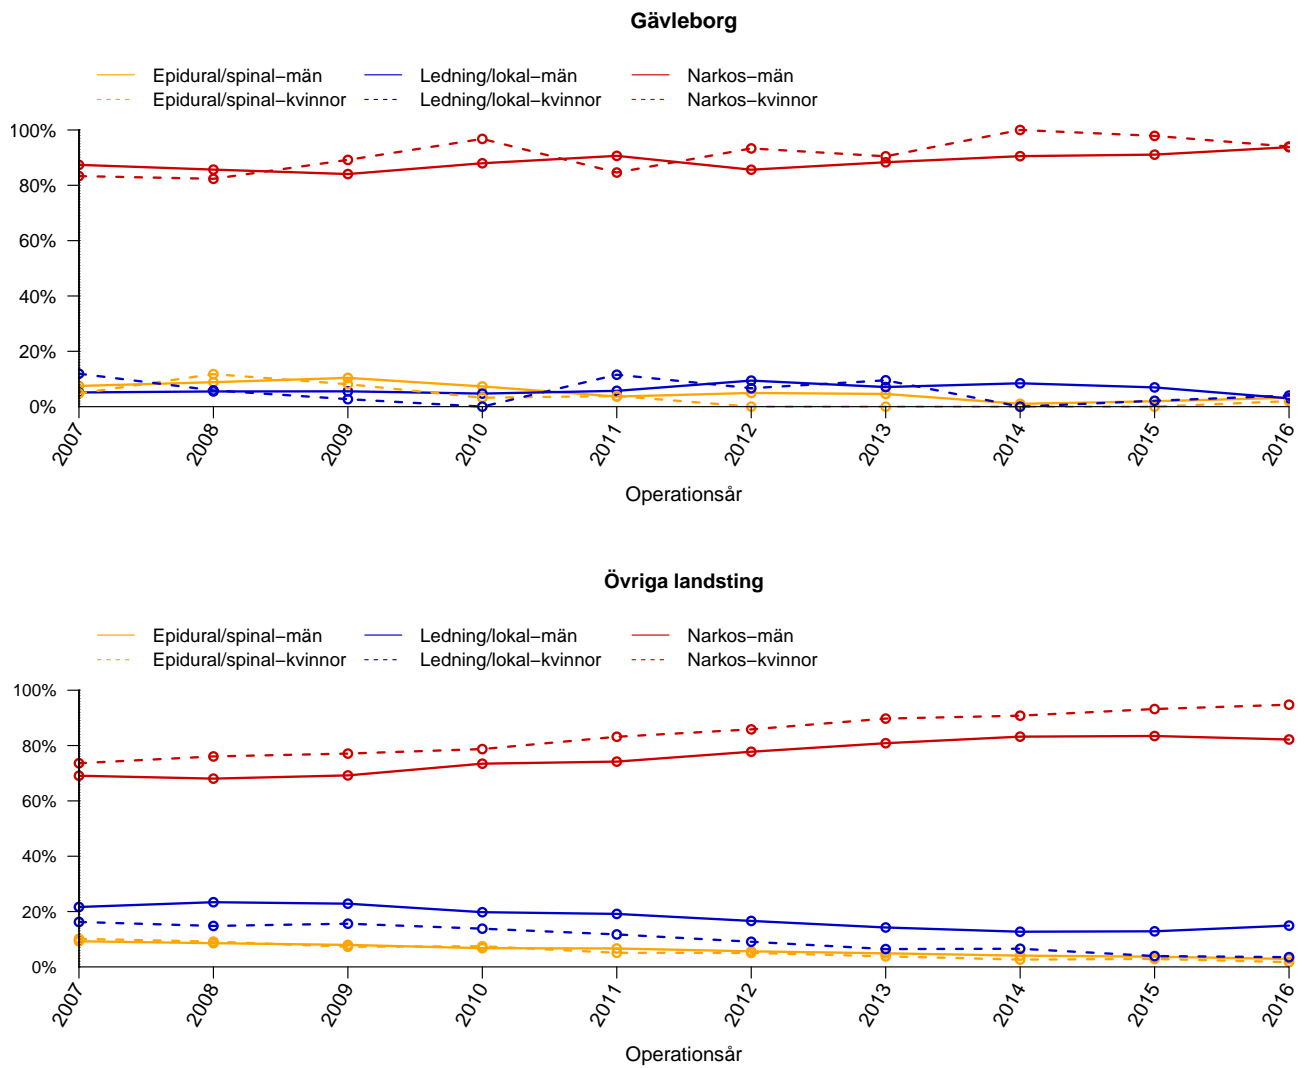 Gävleborg
Epidural/spinal−män Ledning/lokal−män Narkos−män
Epidural/spinal−kvinnor Ledning/lokal−kvinnor Narkos−kvinnor
100%
80%
60%
40%
20%
0%
2007 2008 2009 2010 2011 2012 2013 2014 2015 2016
Operationsår
Övriga landsting
Epidural/spinal−män Ledning/lokal−män Narkos−män
Epidural/spinal−kvinnor Ledning/lokal−kvinnor Narkos−kvinnor
100%
80%
60%
40%
20%
0%
2007 2008 2009 2010 2011 2012 2013 2014 2015 2016
Operationsår